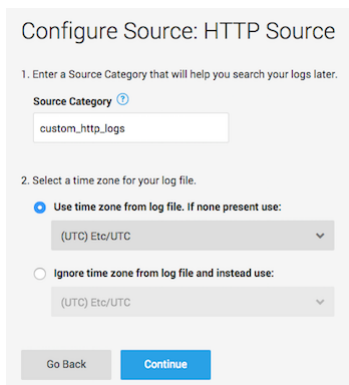 Configure Source: HTTP Source
1. Enter a Source Category that will help you search your logs later.
Source Category ?
custom_http_logs
2. Select a time zone for your log file.
Use time zone from log file. If none present use:
(UTC) Etc/UTC
Ignore time zone from log file and instead use:
(UTC) Etc/UTC
Go Back Continue